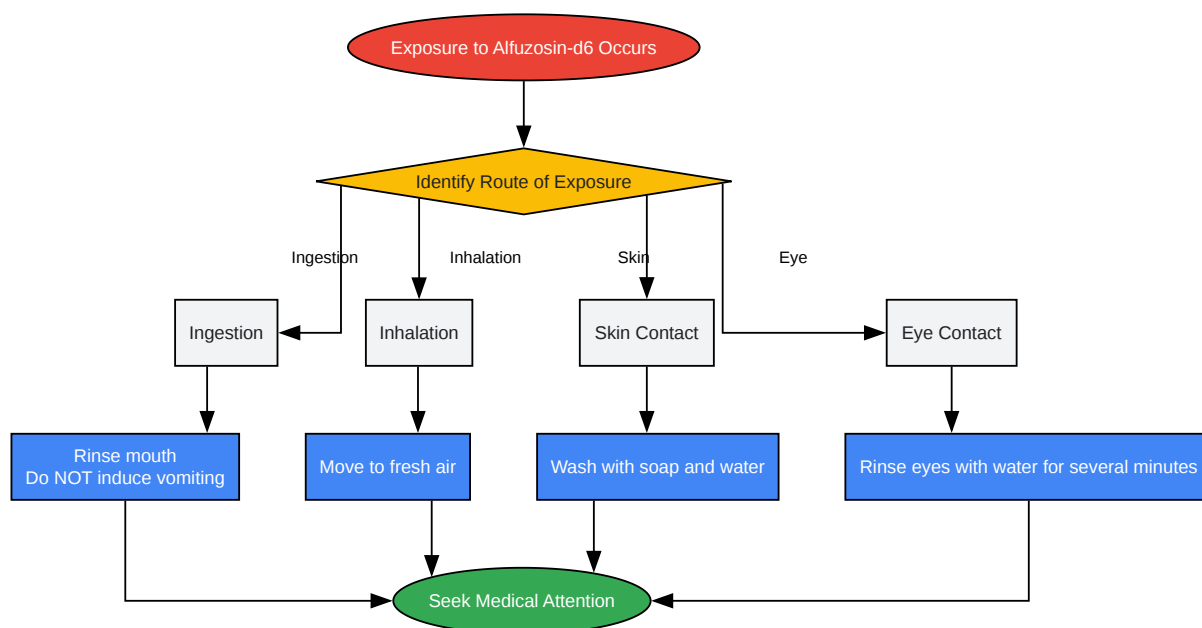 Exposure to Alfuzosin-d6 Occurs
Identify Route of Exposure
Ingestion
Inhalation
Skin
Eye
Ingestion
Inhalation
Skin Contact
Eye Contact
Rinse mouth
Do NOT induce vomiting
Move to fresh air
Wash with soap and water
Rinse eyes with water for several minutes
Seek Medical Attention